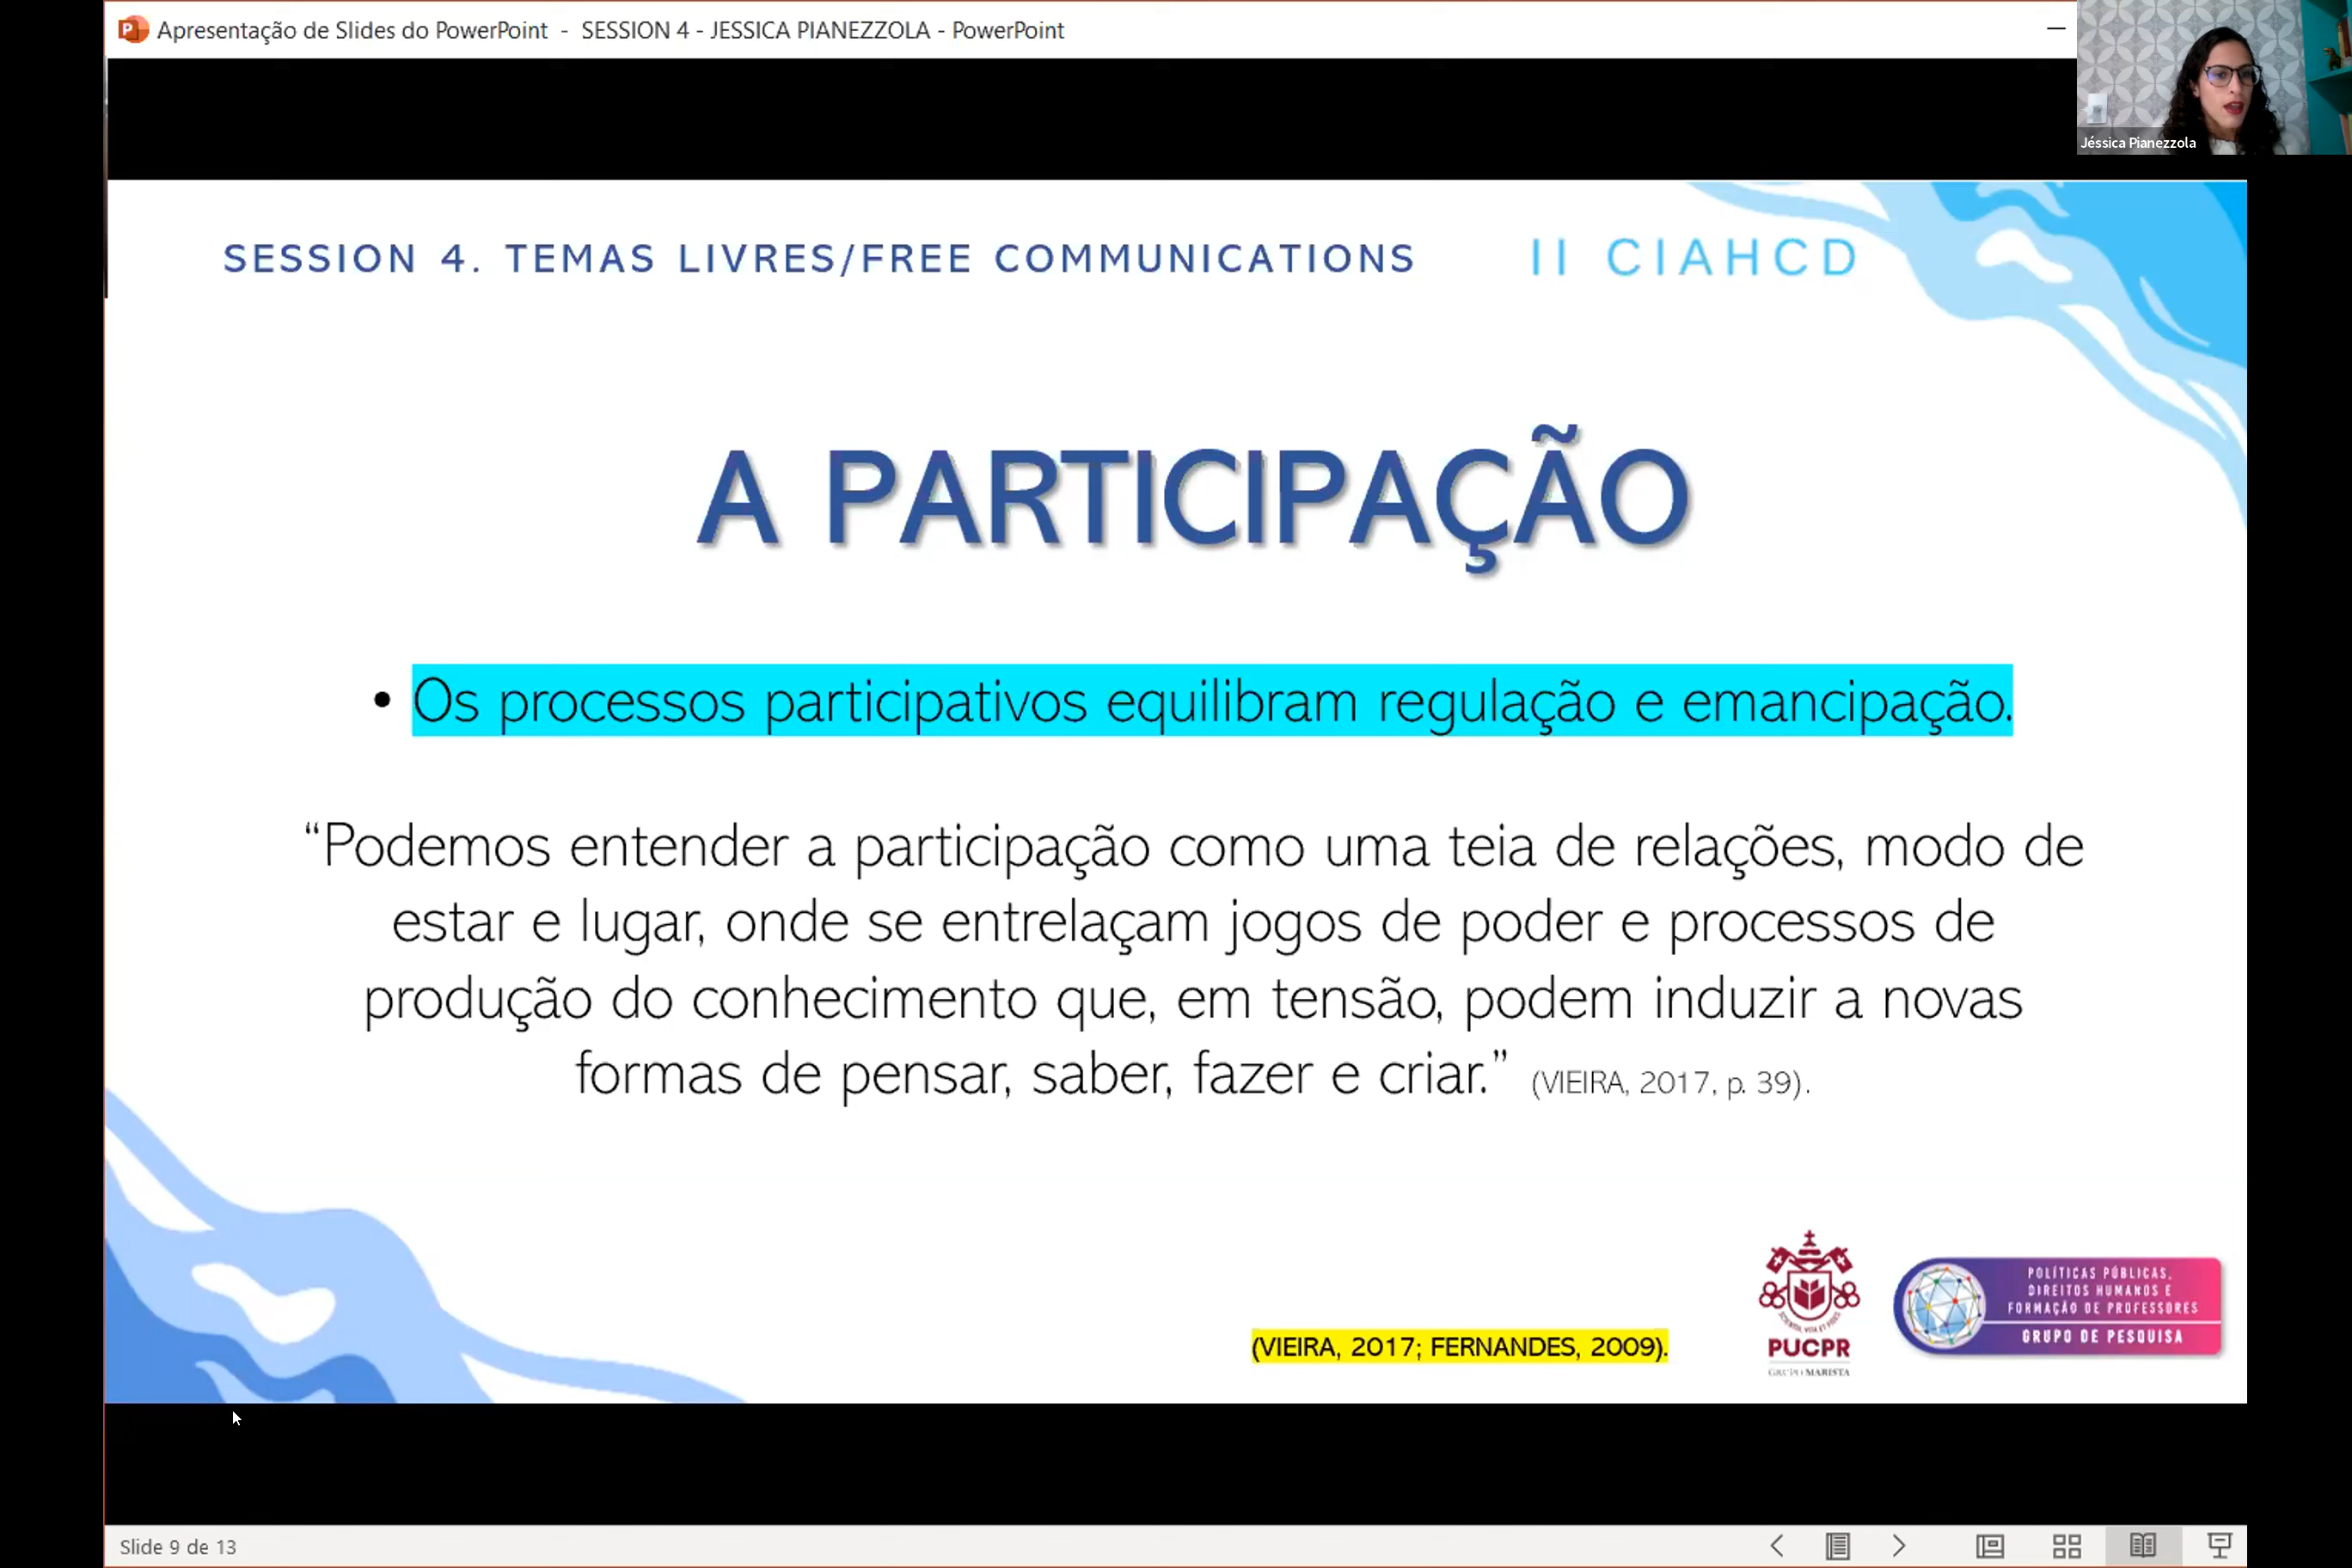 Apresentação de Slides do PowerPoint - SESSION 4 - JESSICA PIANEZZOLA - PowerPoint
Jéssica Pianezzola
SESSION 4. TEMAS LIVRES/FREE COMMUNICATIONS
II CIAHCD
A PARTICIPAÇÃO
• Os processos participativos equilibram regulação e emancipação.
“Podemos entender a participação como uma teia de relações, modo de
estar e lugar, onde se entrelaçam jogos de poder e processos de
produção do conhecimento que, em tensão, podem induzir a novas
formas de pensar, saber, fazer e criar.” (VIEIRA, 2017, p. 39).
(VIEIRA, 2017; FERNANDES, 2009).
PUCPR
GRUPO MARISTA
POLÍTICAS PÚBLICAS,
DIREITOS HUMANOS E
FORMAÇÃO DE PROFESSORES
GRUPO DE PESQUISA
Slide 9 de 13